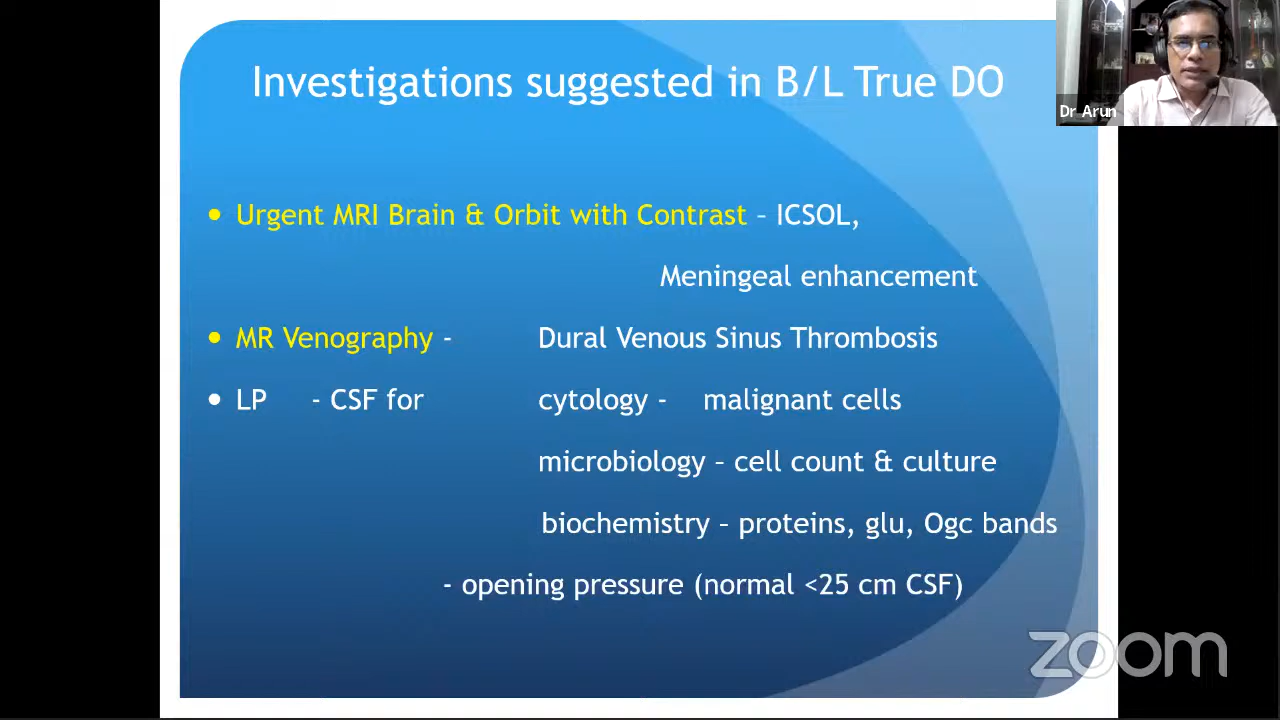 Investigations suggested in B/L True DO
Dr Arun
• Urgent MRI Brain & Orbit with Contrast – ICSOL,
Meningeal enhancement
• MR Venography - Dural Venous Sinus Thrombosis
• LP - CSF for cytology - malignant cells
microbiology – cell count & culture
biochemistry – proteins, glu, Ogc bands
- opening pressure (normal <25 cm CSF)
zoom